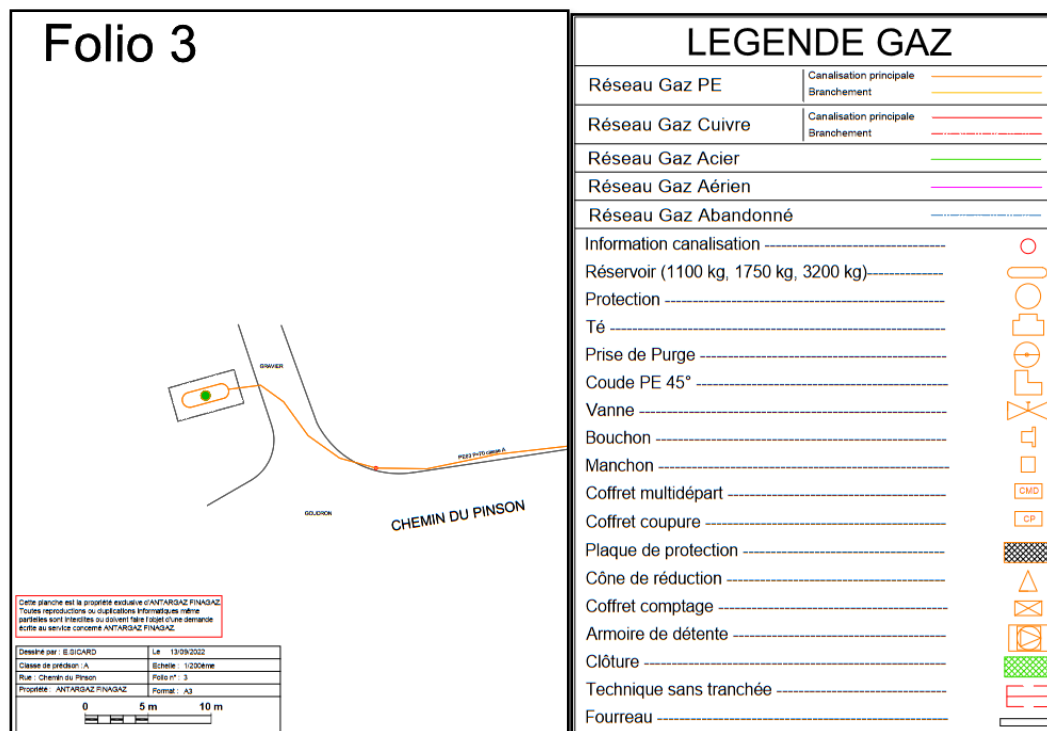 Folio 3
GRAVIER
GOUDRON
CHEMIN DU PINSON
Cette planche est la propriété exclusive d'ANTARGAZ FINAGAZ.
Toutes reproductions ou duplications informatiques même
partielles sont interdites ou doivent faire l'objet d'une demande
écrite au service concerné ANTARGAZ FINAGAZ
Dessiné par : E.SICARD Le 13/09/2022
Classe de précison : A Echelle : 1/200ème
Rue : Chemin du Pinson Folio n° : 3
Propriété : ANTARGAZ FINAGAZ Format : A3
0 5 m 10 m
LEGENDE GAZ
Réseau Gaz PE
Canalisation principale
Branchement
Réseau Gaz Cuivre
Canalisation principale
Branchement
Réseau Gaz Acier
Réseau Gaz Aérien
Réseau Gaz Abandonné
Information canalisation
Réservoir (1100 kg, 1750 kg, 3200 kg)
Protection
Té
Prise de Purge
Coude PE 45°
Vanne
Bouchon
Manchon
Coffret multidépart CMD
Coffret coupure CP
Plaque de protection
Cône de réduction
Coffret comptage
Armoire de détente
Clôture
Technique sans tranchée
Fourreau